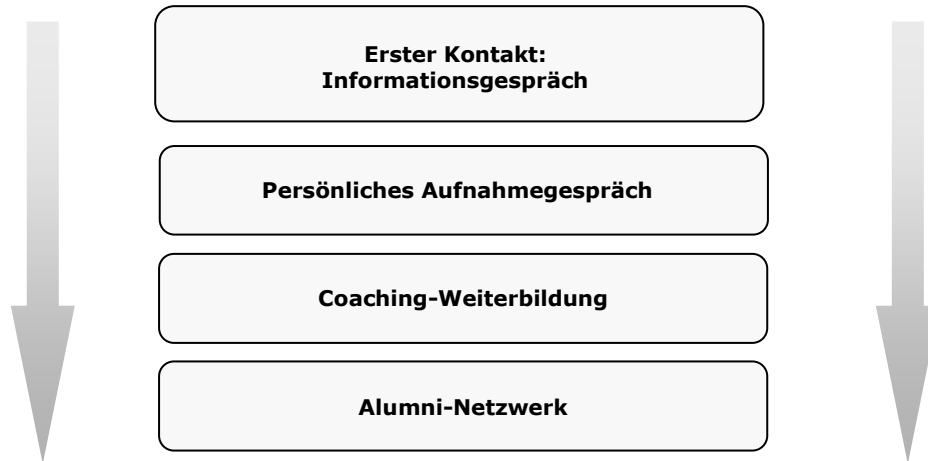 Erster Kontakt:
Informationsgespräch
Persönliches Aufnahmegespräch
Coaching-Weiterbildung
Alumni-Netzwerk